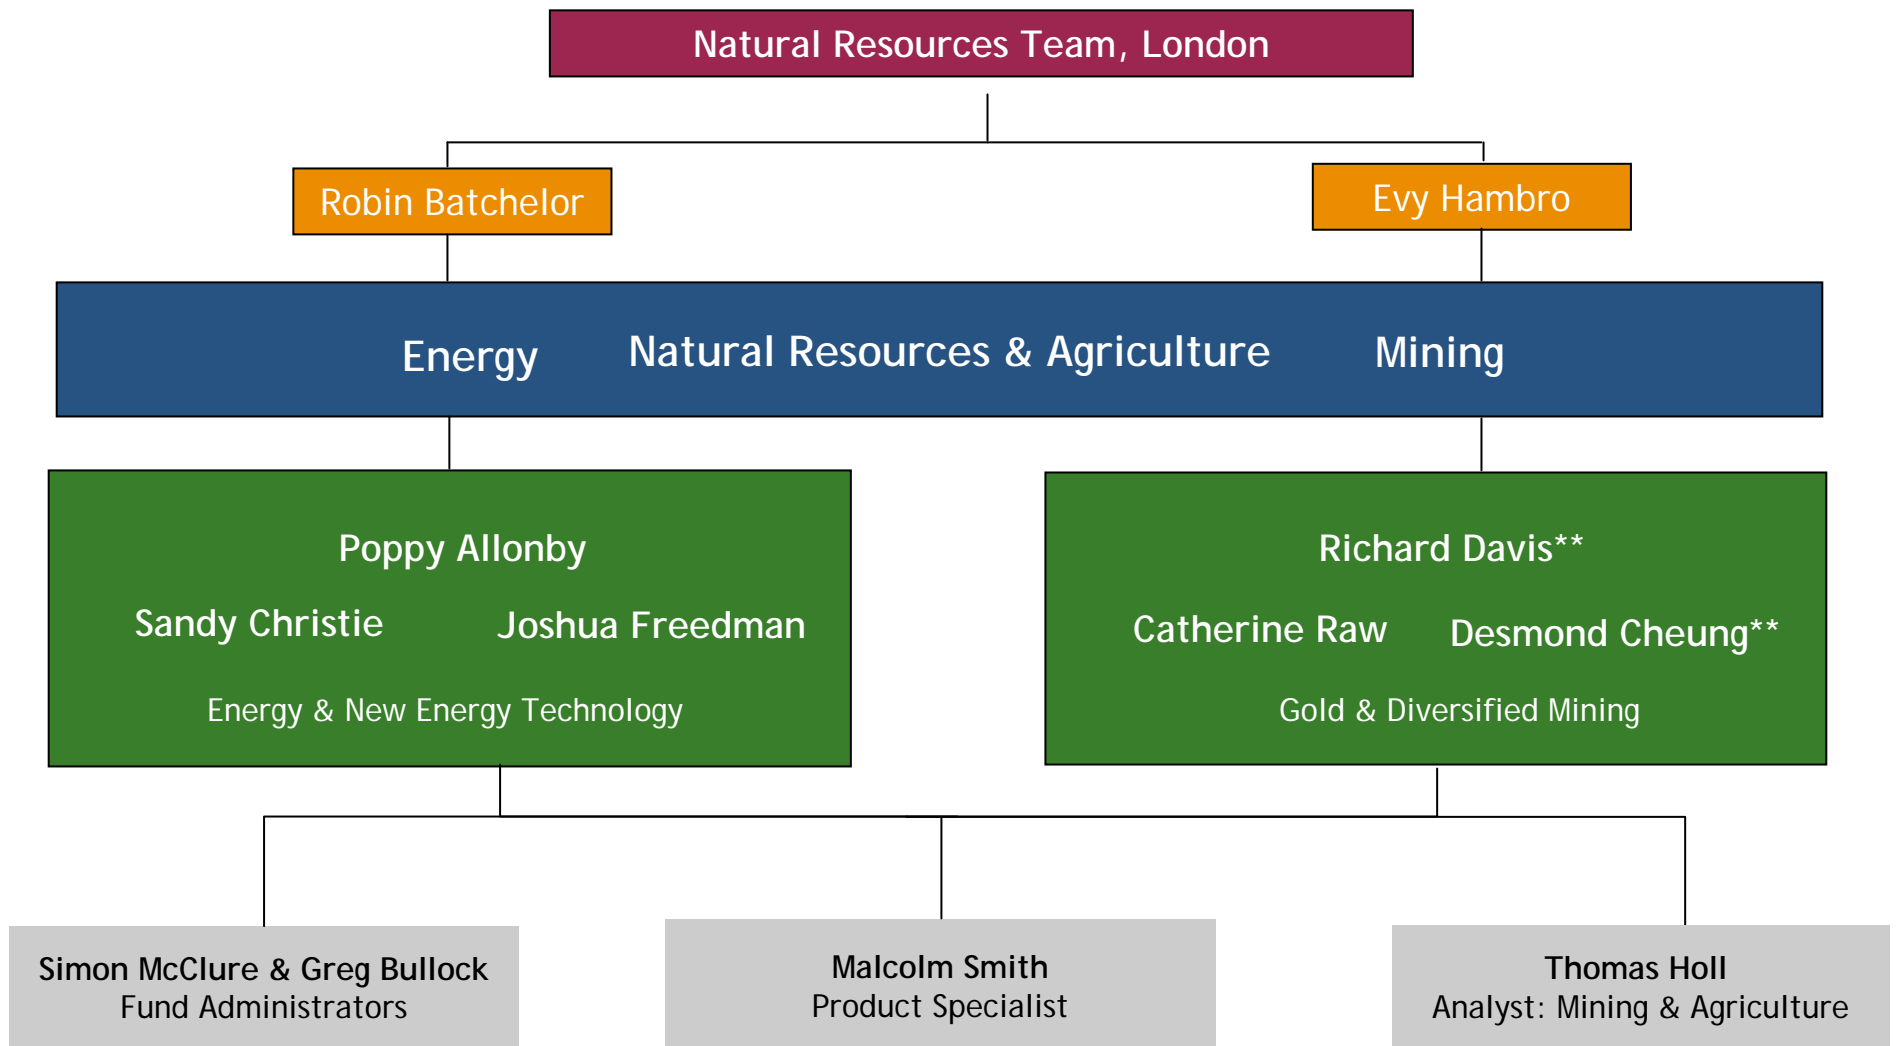 Natural Resources Team, London
Robin Batchelor
Evy Hambro
Energy
Natural Resources & Agriculture
Mining
Poppy Allonby
Sandy Christie
Joshua Freedman
Energy & New Energy Technology
Richard Davis**
Catherine Raw
Desmond Cheung**
Gold & Diversified Mining
Simon McClure & Greg Bullock
Fund Administrators
Malcolm Smith
Product Specialist
Thomas Holl
Analyst: Mining & Agriculture